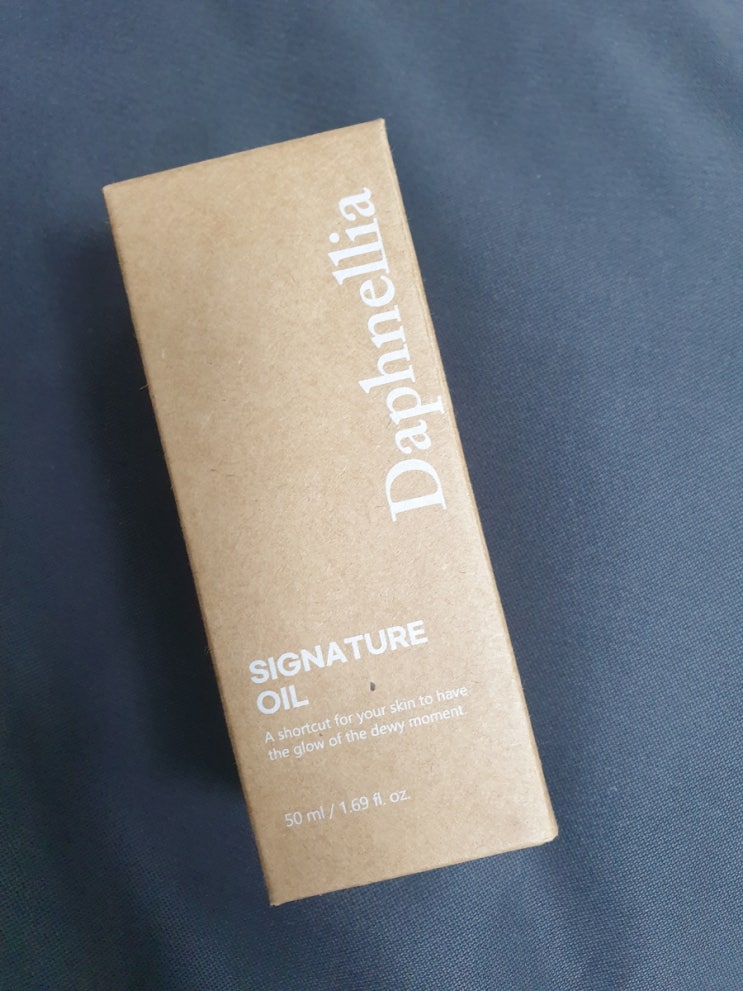 Daphnellia
SIGNATURE
OIL
A shortcut for your skin to have
the glow of the dewy moment.
50 ml / 1.69 fl. oz.